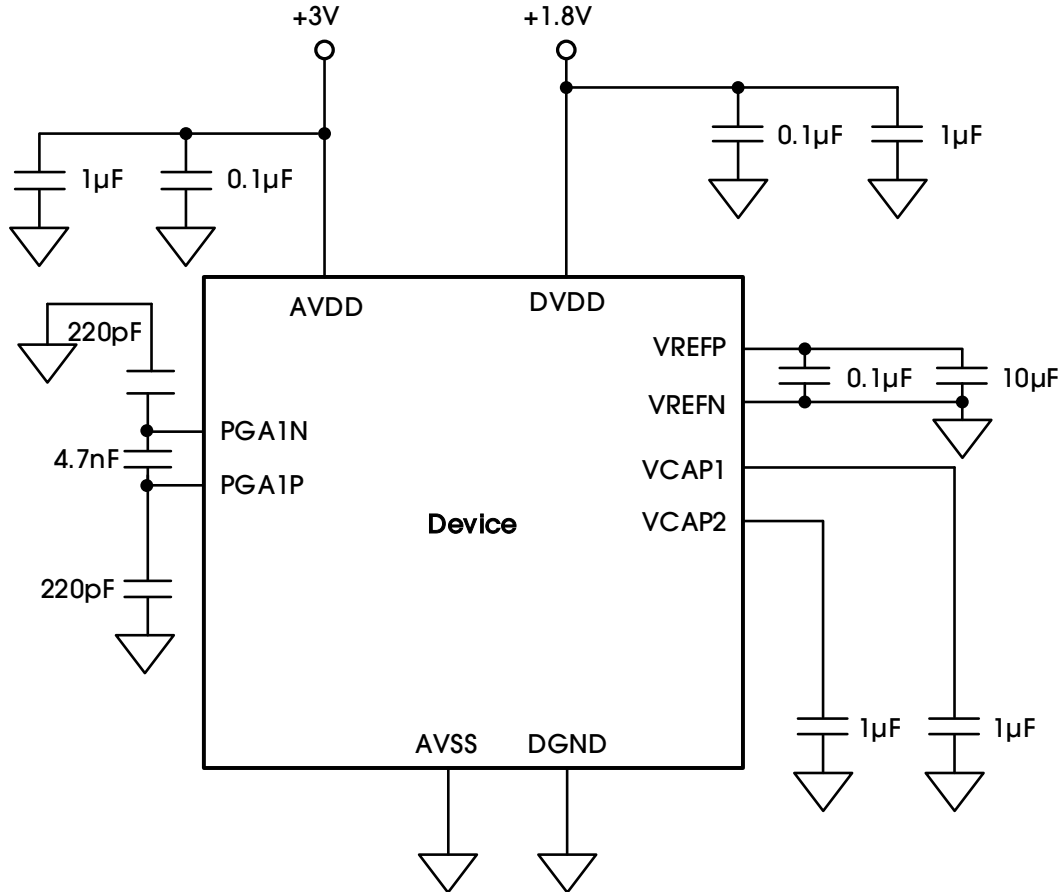 +3V
+1.8V
1µF
0.1µF
0.1µF
1µF
AVDD
DVDD
220pF
VREFP
0.1µF
10µF
VREFN
PGA1N
4.7nF
VCAP1
PGA1P
Device
VCAP2
220pF
1µF
1µF
AVSS
DGND